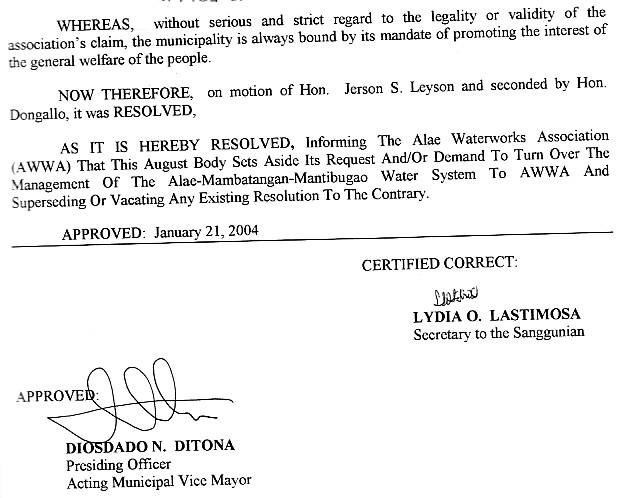 WHEREAS, without serious and strict regard to the legality or validity of the
association's claim, the municipality is always bound by its mandate of promoting the interest of
the general welfare of the people.
NOW THEREFORE, on motion of Hon. Jerson S. Leyson and seconded by Hon.
Dongallo, it was RESOLVED,
AS IT IS HEREBY RESOLVED, Informing The Alae Waterworks Association
(AWWA) That This August Body Sets Aside Its Request And/Or Demand To Turn Over The
Management Of The Alae-Mambatangan-Mantibugao Water System To AWWA And
Superseding Or Vacating Any Existing Resolution To The Contrary.
APPROVED: January 21, 2004
CERTIFIED CORRECT:
LYDIA O. LASTIMOSA
Secretary to the Sanggunian
APPROVED:
DIOSDADO N. DITONA
Presiding Officer
Acting Municipal Vice Mayor